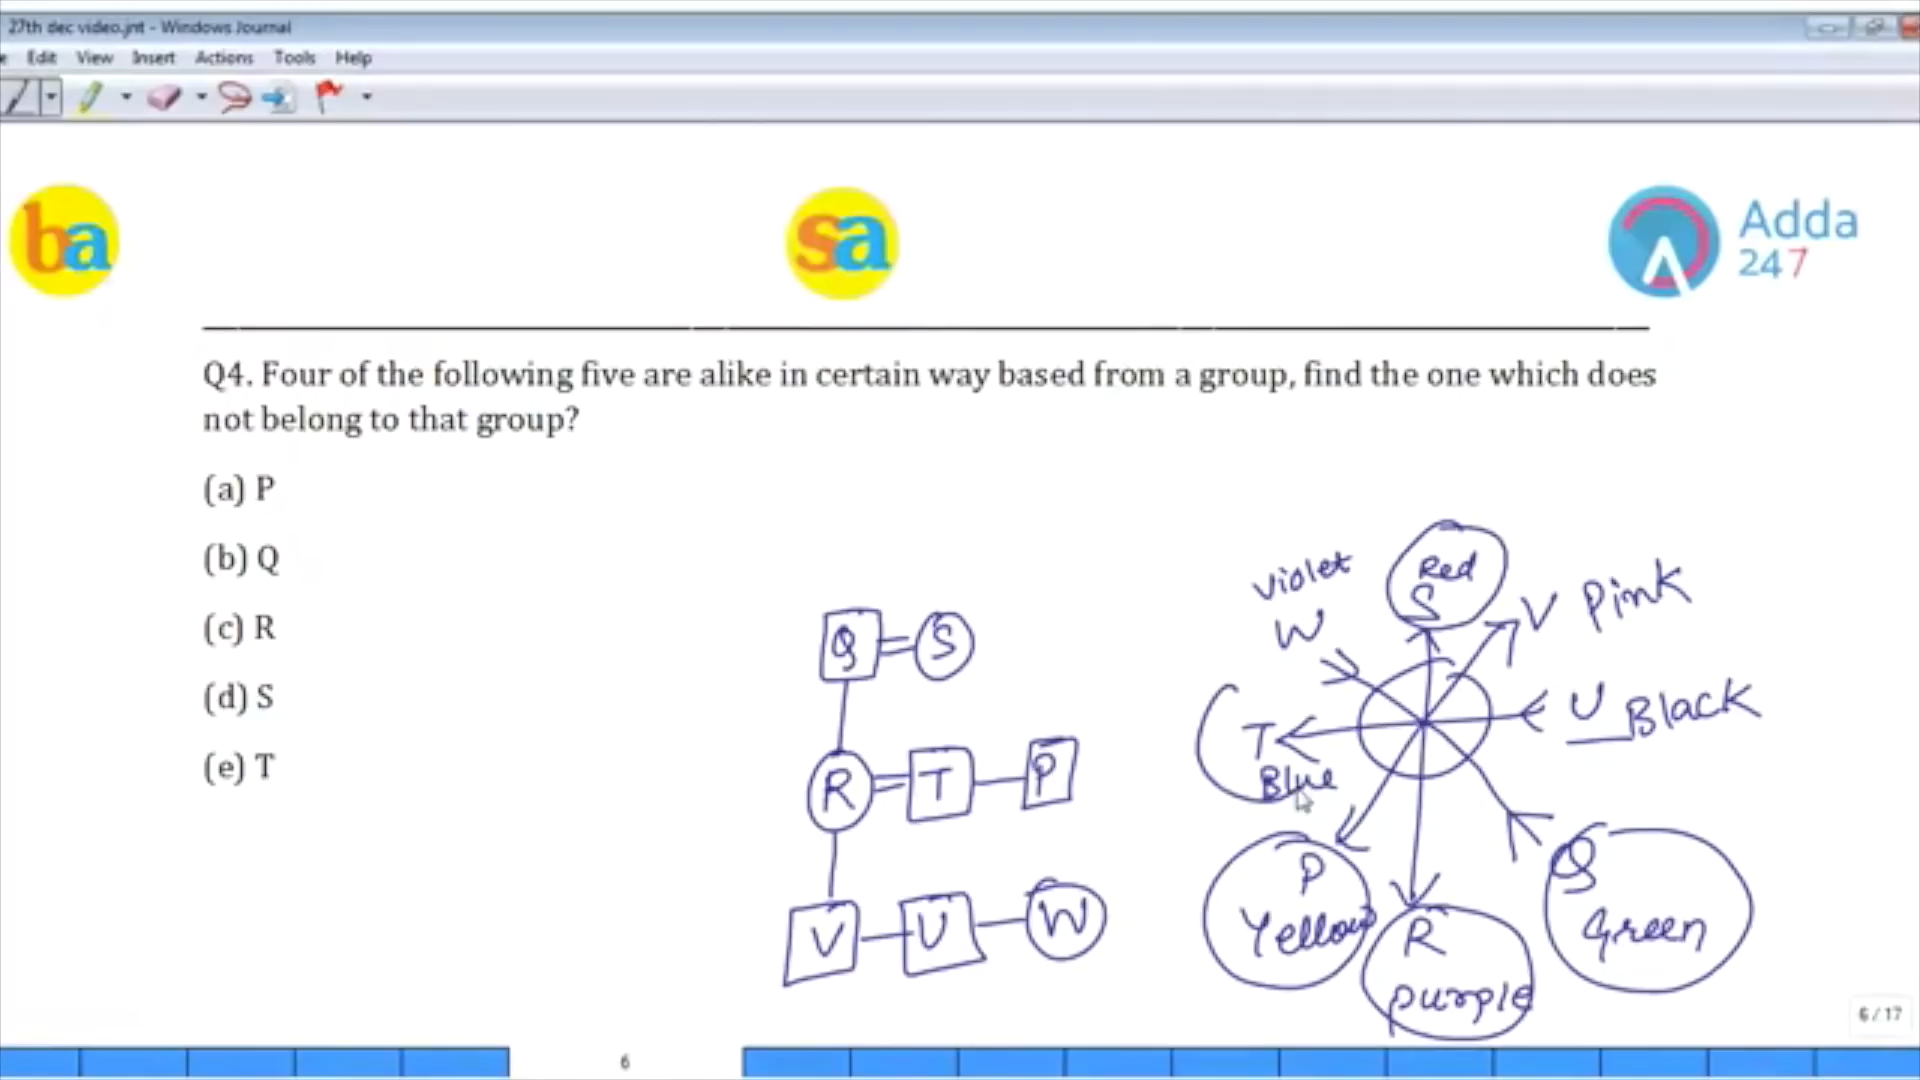 27th dec video.jnt - Windows Journal
e Edit View Insert Actions Tools Help
ba
sa
Adda
247
Q4. Four of the following five are alike in certain way based from a group, find the one which does
not belong to that group?
(a) P
(b) Q
(c) R
(d) S
(e) T
Q = S
R = T - P
V - U - W
Violet
W
Red
S
V Pink
U Black
T
Blue
P
Yellow
R
purple
Q
Green
6 / 17
6